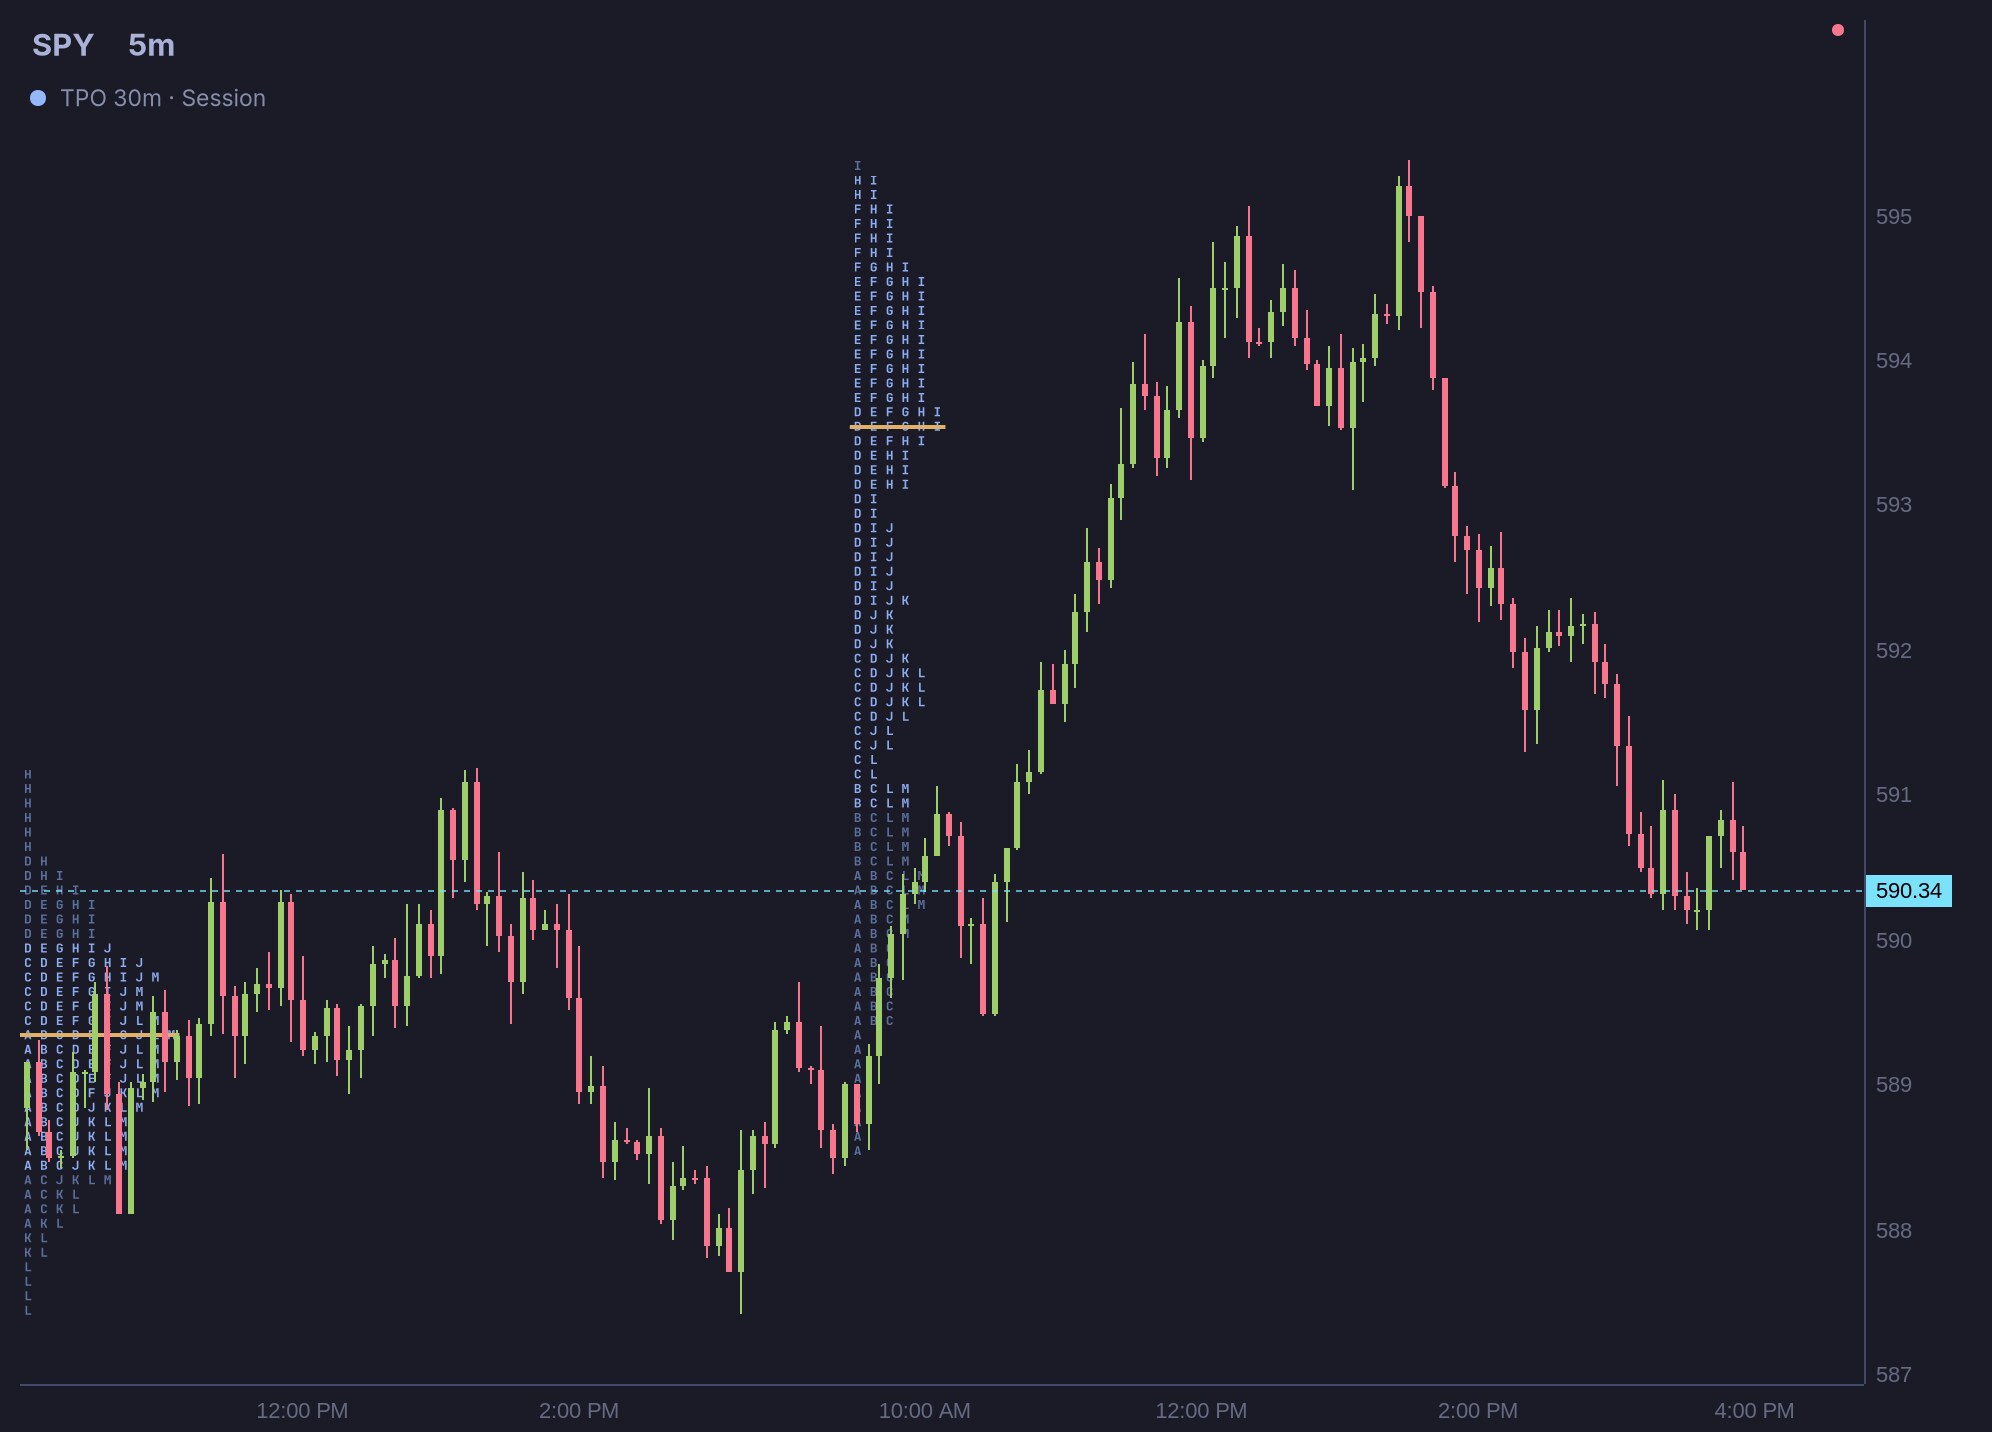 SPY 5m
TPO 30m · Session
H
H
H
H
H
H
D H
D H I
D E H I
D E G H I
D E G H I
D E G H I
D E G H I J
C D E F G H I J
C D E F G H I J M
C D E F J M
C D E F J M
C D E F J L
A B C D J L
A C K L
A C J K L M
A C K L
A C K L
A K L
K L
K L
L
L
L
L
I
H I
H I
F H I
F H I
F H I
F H I
F G H I
E F G H I
E F G H I
E F G H I
E F G H I
E F G H I
E F G H I
E F G H I
E F G H I
E F G H I
D E F G H I
D E F G H I
D E F H I
D E H I
D E H I
D E H I
D I
D I
D I J
D I J
D I J
D I J
D I J
D I J K
D J K
D J K
D J K
C D J K
C D J K L
C D J K L
C D J K L
C D J L
C J L
C J L
C L
C L
B C L M
B C L M
B C L M
B C L M
B C L M
B C L M
A B C
A B C
A B C M
A B C
A B
A B
A B
A B
A B C
A B C
A
A
A
A
A
595
594
593
592
591
590.34
590
589
588
587
12:00 PM 2:00 PM 10:00 AM 12:00 PM 2:00 PM 4:00 PM